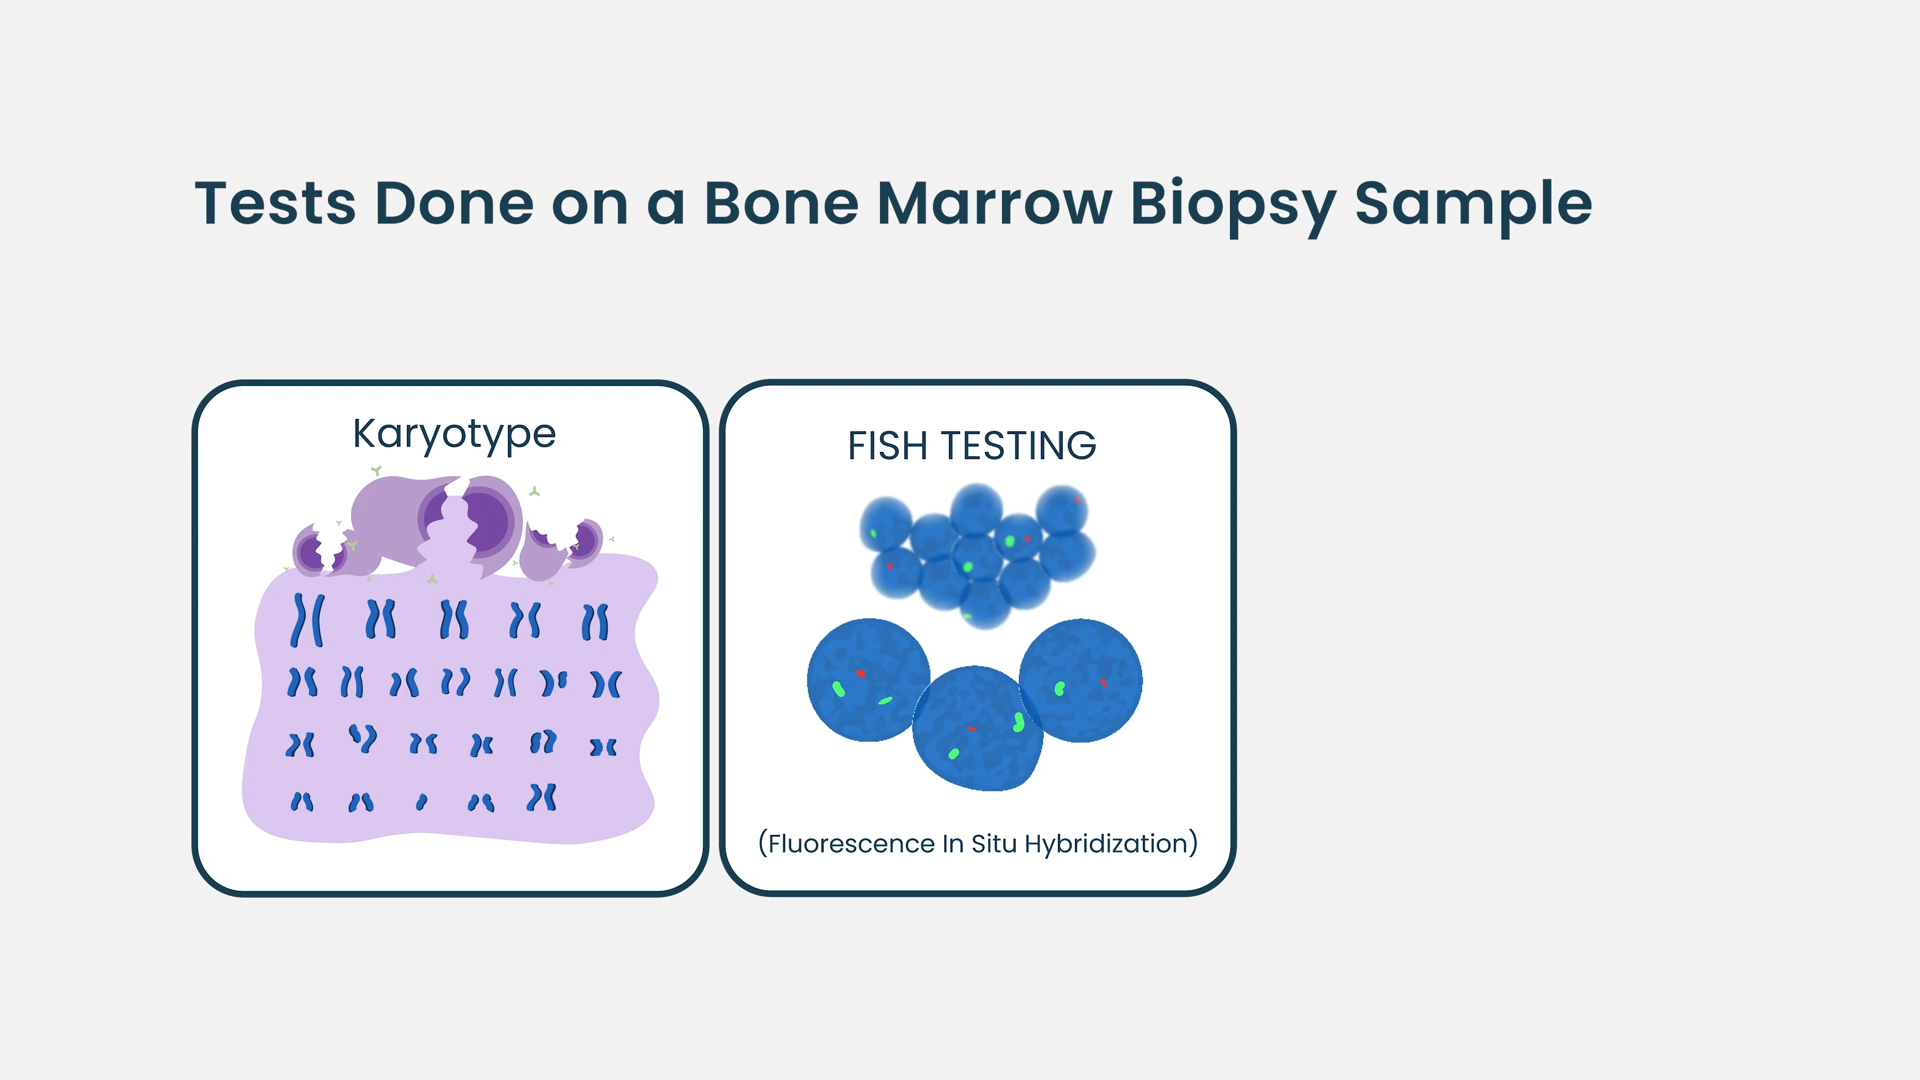 Tests Done on a Bone Marrow Biopsy Sample
Karyotype
FISH TESTING
(Fluorescence In Situ Hybridization)